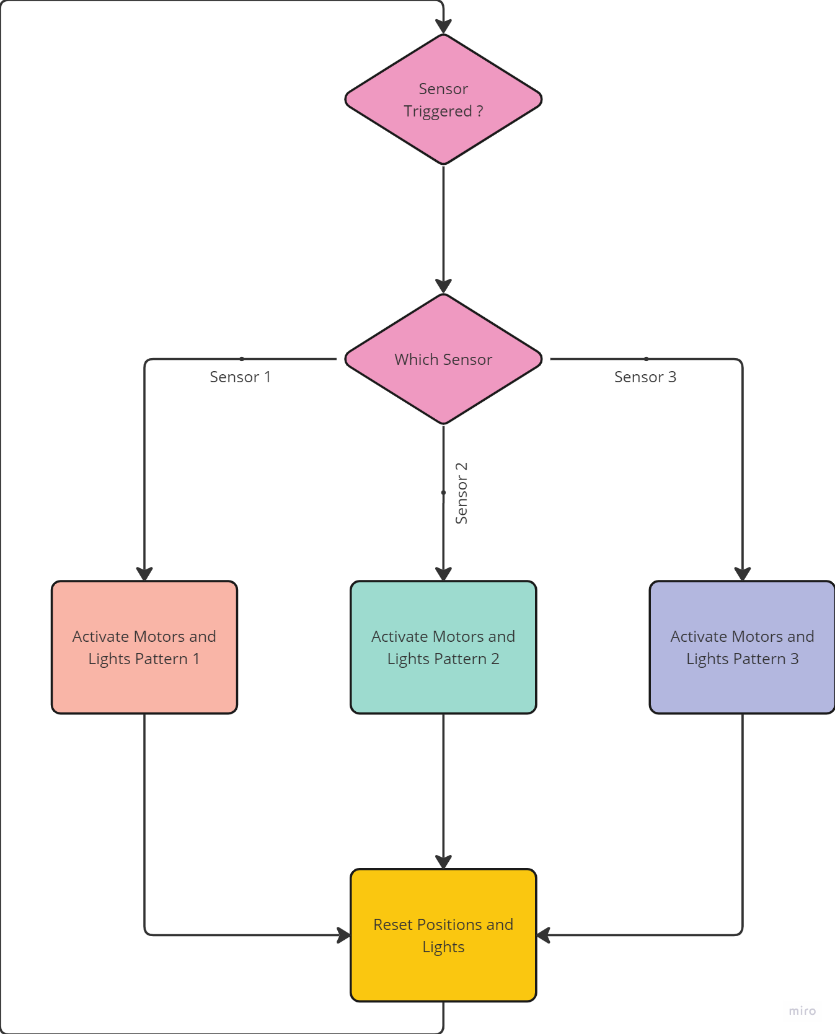 Sensor
Triggered ?
Which Sensor
Sensor 1
Sensor 3
Sensor 2
Activate Motors and
Lights Pattern 1
Activate Motors and
Lights Pattern 2
Activate Motors and
Lights Pattern 3
Reset Positions and
Lights
miro